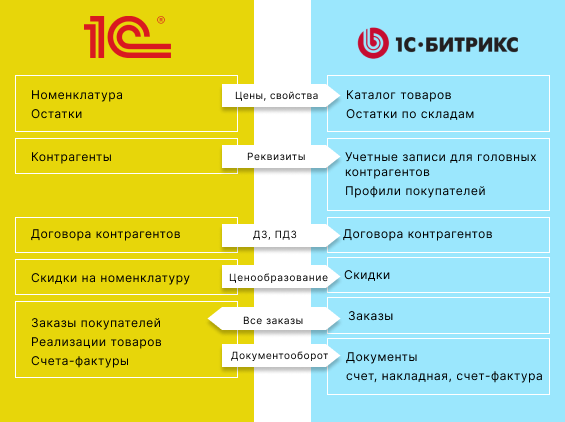 1С®
1С·БИТРИКС
Номенклатура
Остатки
Цены, свойства
Каталог товаров
Остатки по складам
Контрагенты
Реквизиты
Учетные записи для головных
контрагентов
Профили покупателей
Договора контрагентов
ДЗ, ПДЗ
Договора контрагентов
Скидки на номенклатуру
Ценообразование
Скидки
Заказы покупателей
Реализации товаров
Счета-фактуры
Все заказы
Заказы
Документооборот
Документы
счет, накладная, счет-фактура